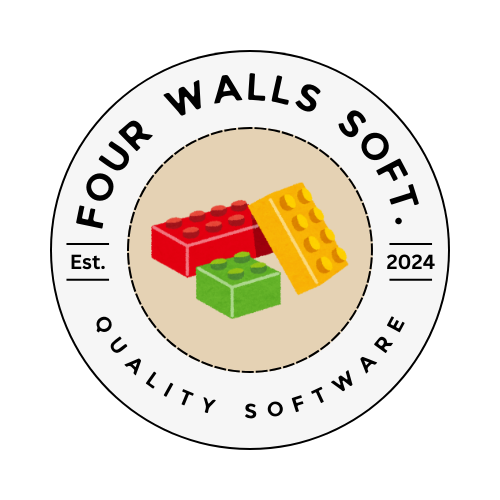 FOUR WALLS SOFT.
Est.
2024
QUALITY SOFTWARE